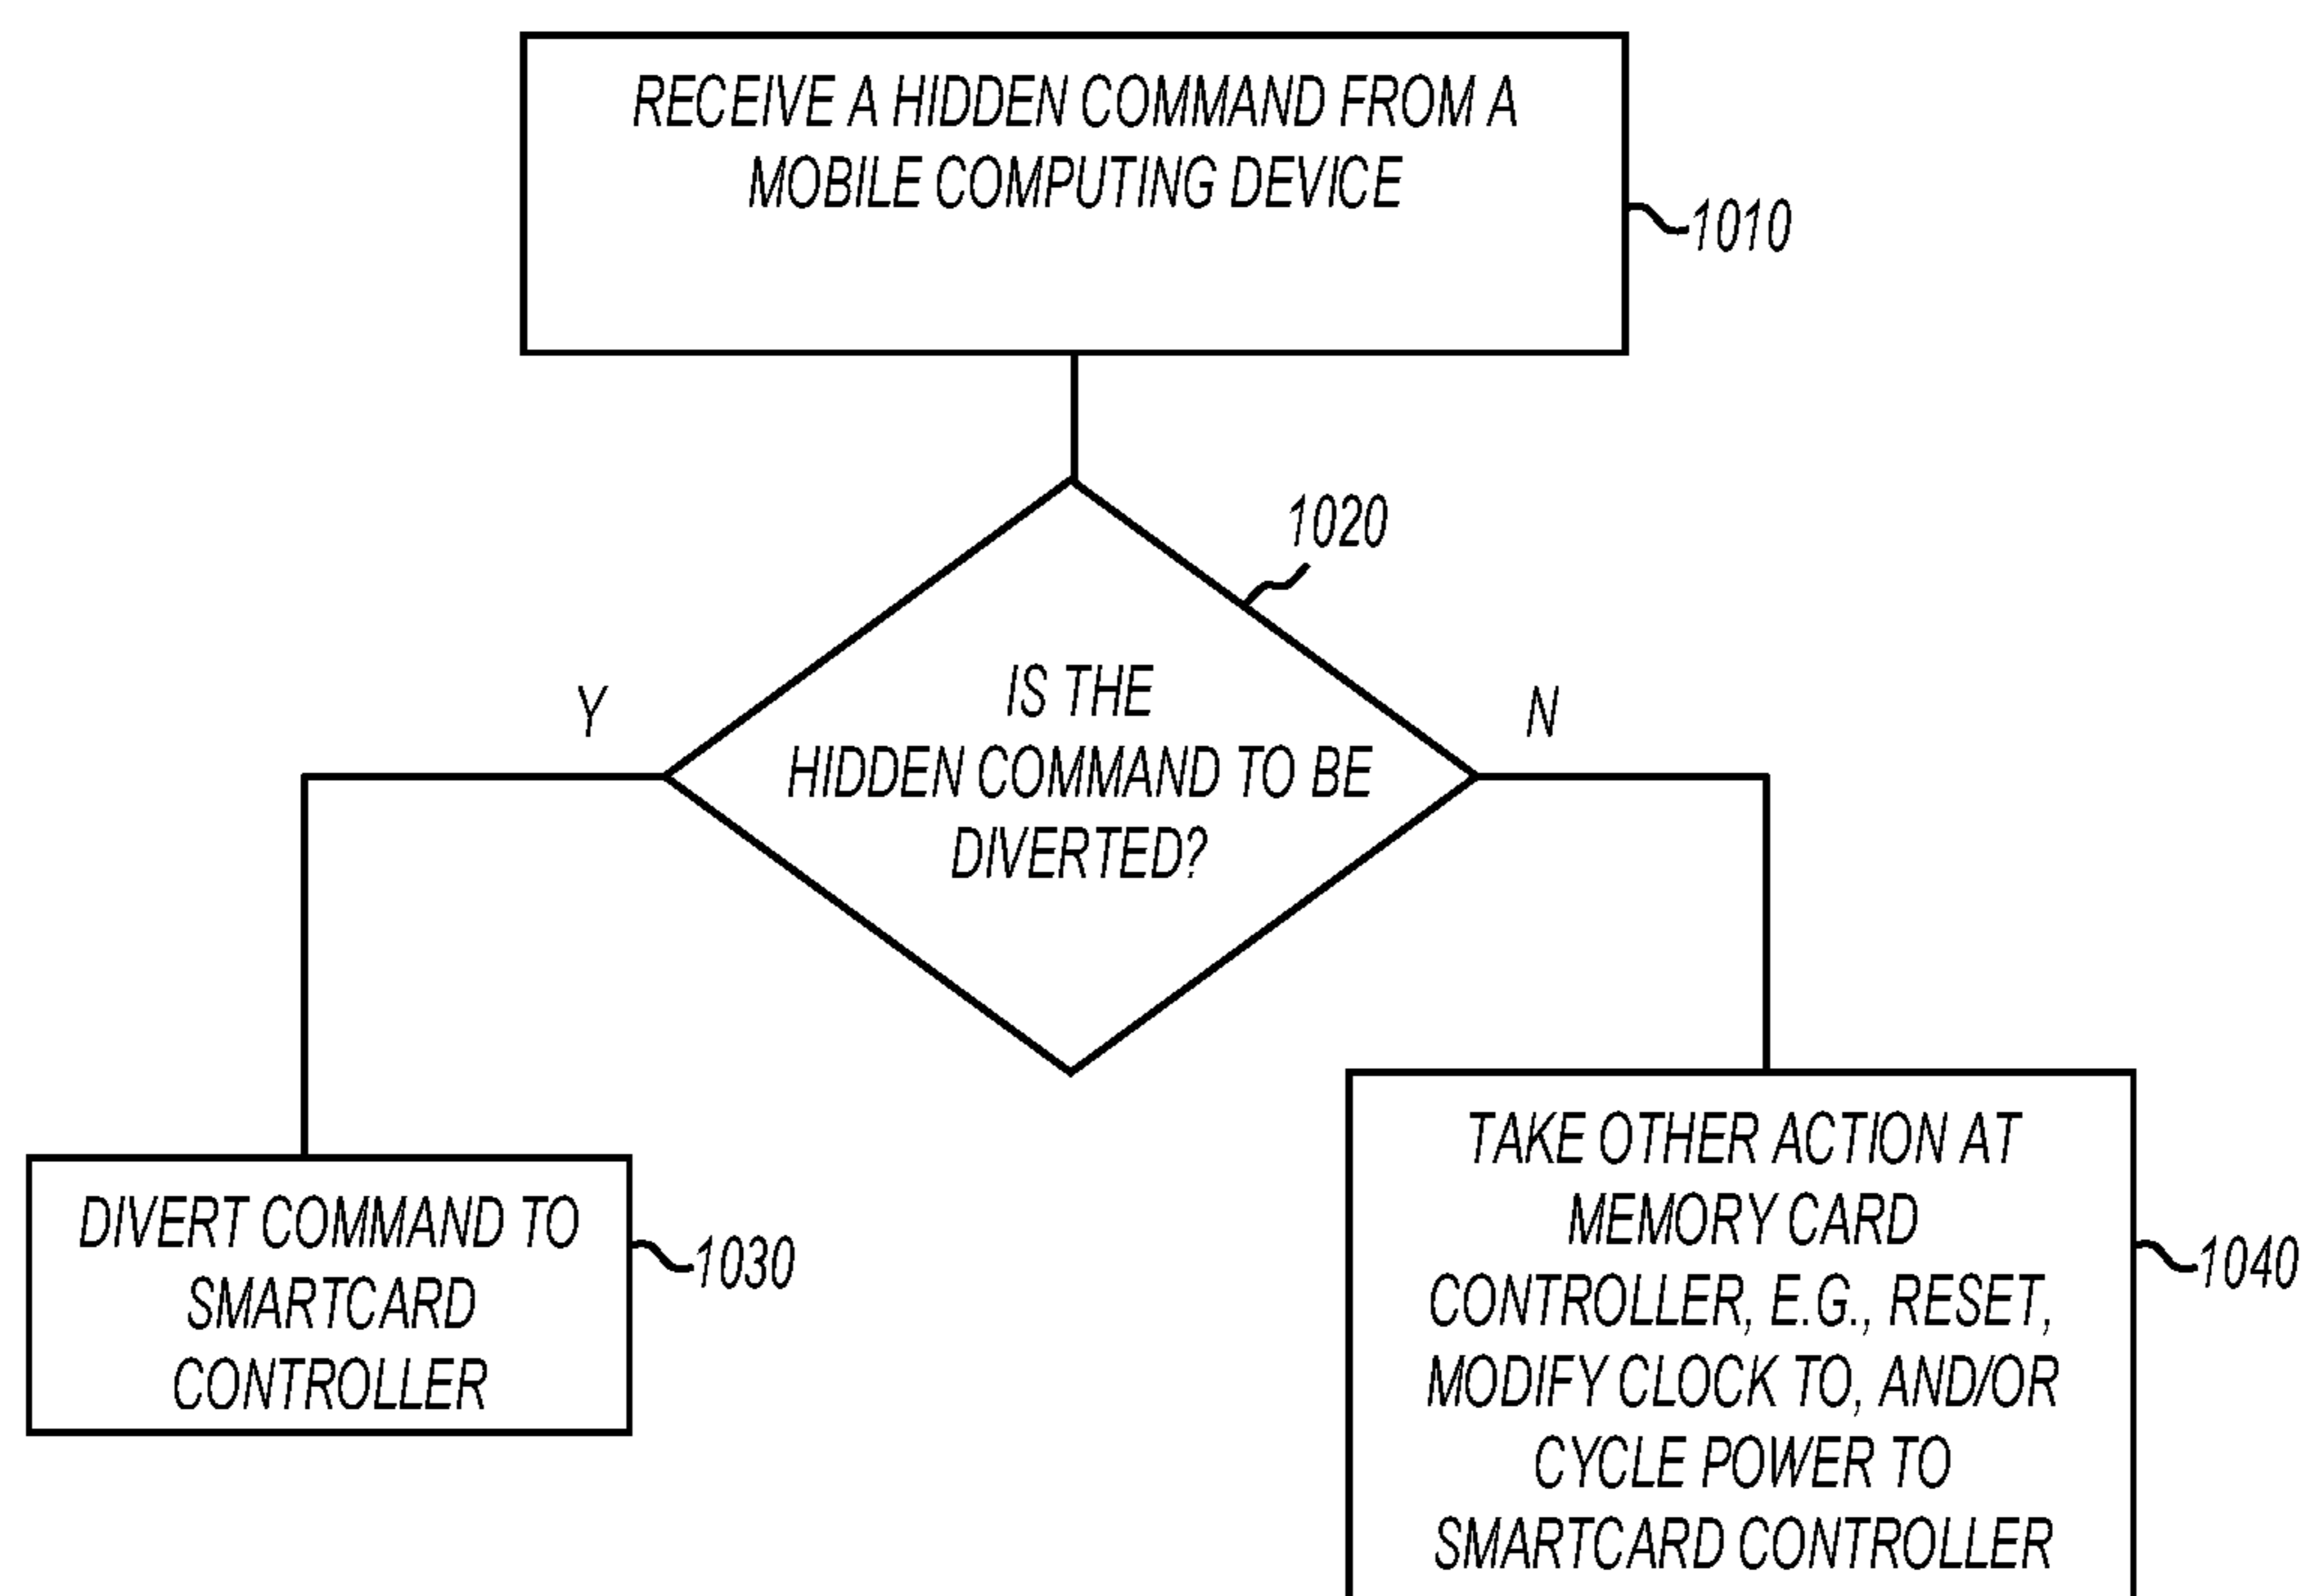 RECEIVE A HIDDEN COMMAND FROM A
MOBILE COMPUTING DEVICE
1010
1020
IS THE
HIDDEN COMMAND TO BE
DIVERTED?
Y
N
DIVERT COMMAND TO
SMARTCARD
CONTROLLER
1030
TAKE OTHER ACTION AT
MEMORY CARD
CONTROLLER, E.G., RESET,
MODIFY CLOCK TO, AND/OR
CYCLE POWER TO
SMARTCARD CONTROLLER
1040